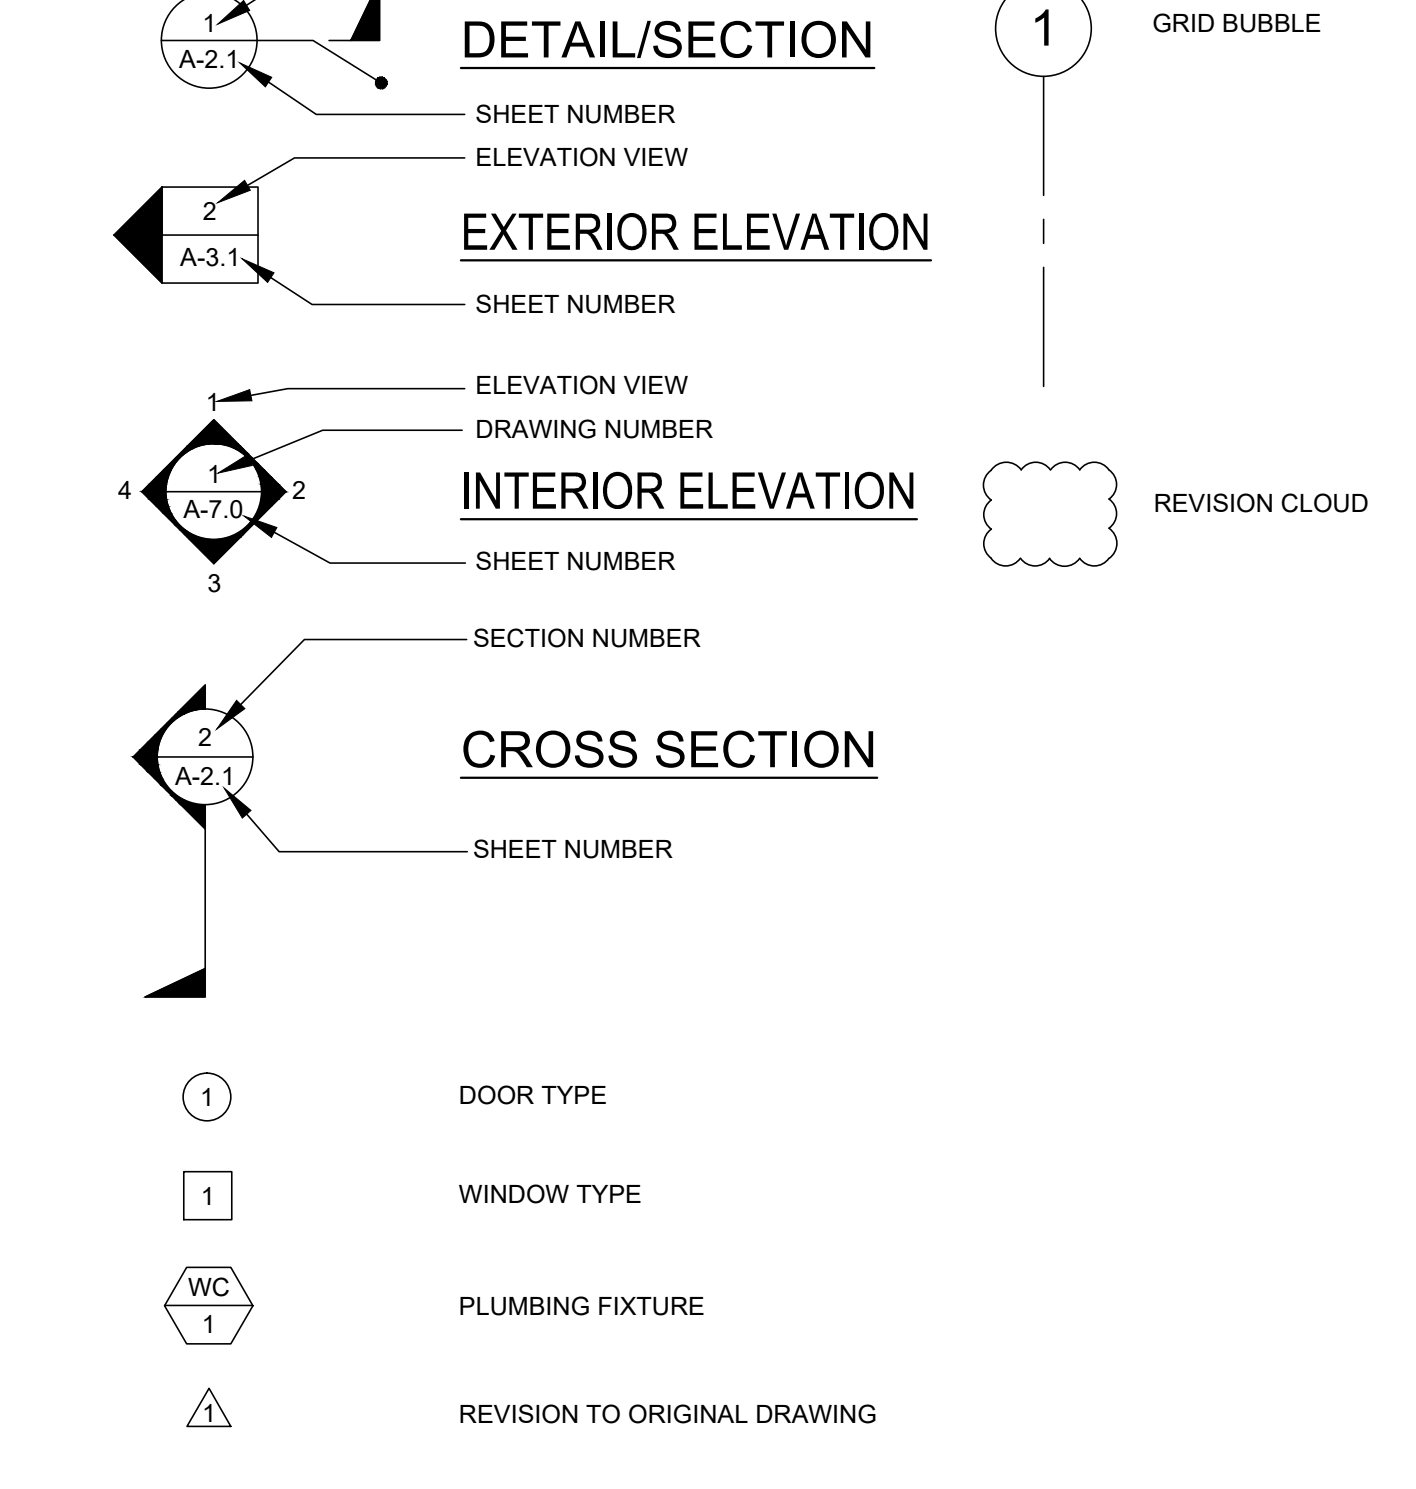 1
A-2.1
DETAIL/SECTION
SHEET NUMBER
ELEVATION VIEW
2
A-3.1
EXTERIOR ELEVATION
SHEET NUMBER
ELEVATION VIEW
1
DRAWING NUMBER
1
A-7.0
4
2
3
INTERIOR ELEVATION
SHEET NUMBER
SECTION NUMBER
2
A-2.1
CROSS SECTION
SHEET NUMBER
1
DOOR TYPE
1
WINDOW TYPE
WC
1
PLUMBING FIXTURE
1
REVISION TO ORIGINAL DRAWING
1
GRID BUBBLE
REVISION CLOUD